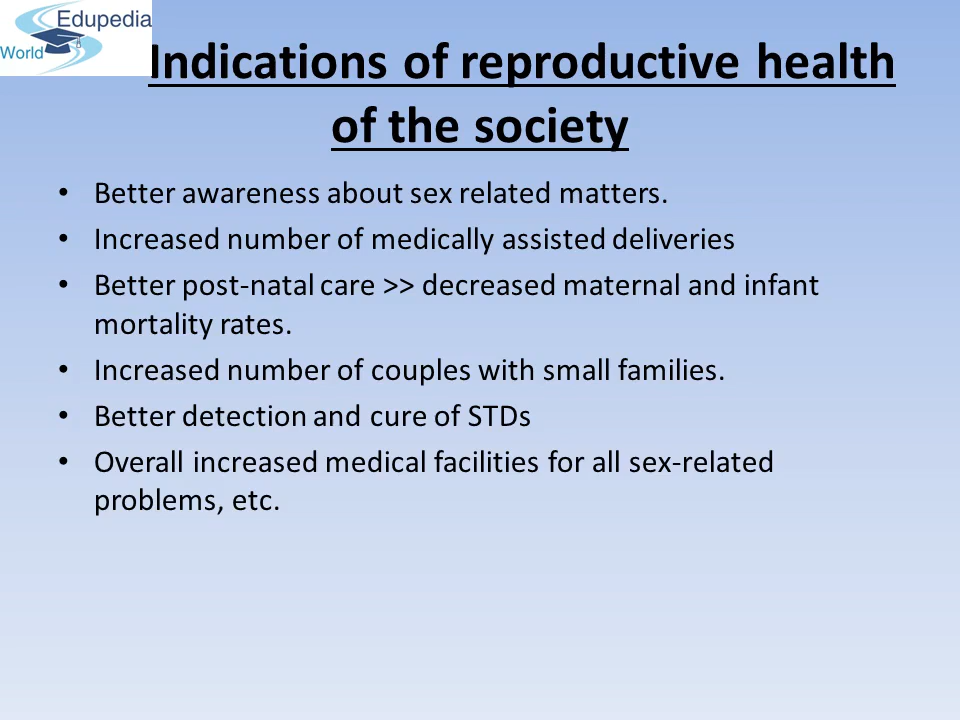 Edupedia
World
Indications of reproductive health
of the society
• Better awareness about sex related matters.
• Increased number of medically assisted deliveries
• Better post-natal care >> decreased maternal and infant
mortality rates.
• Increased number of couples with small families.
• Better detection and cure of STDs
• Overall increased medical facilities for all sex-related
problems, etc.